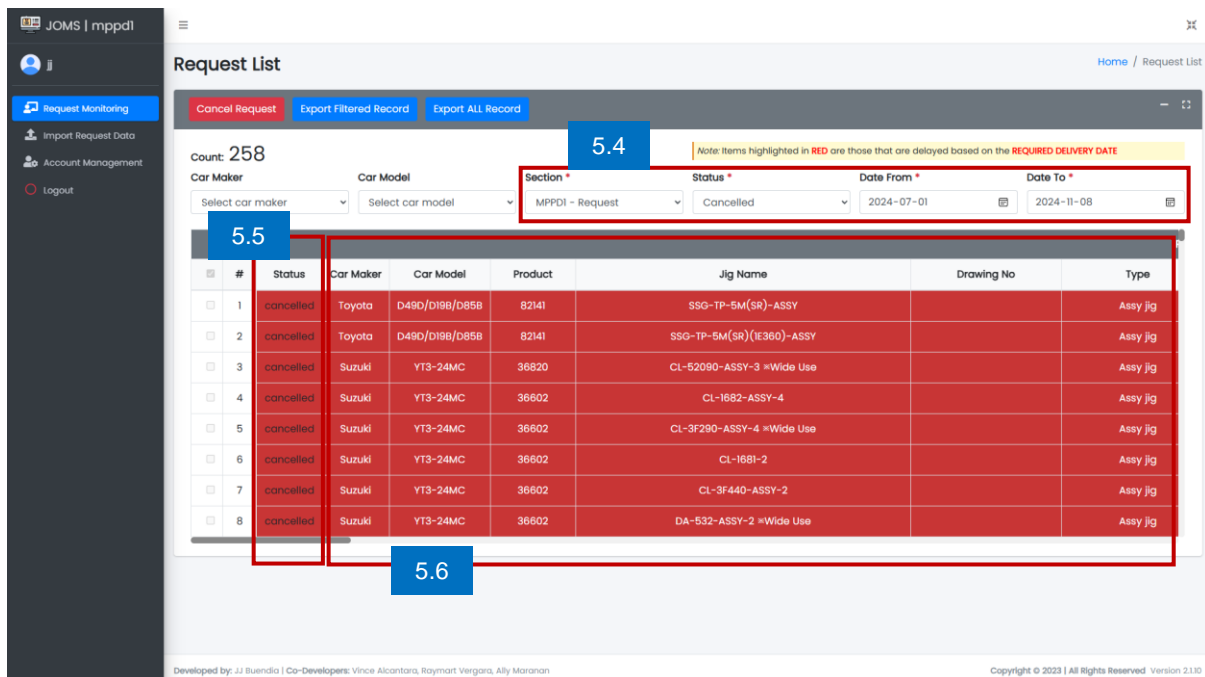 JOMS | mppd1
jj
Request Monitoring
Import Request Data
Account Management
Logout
Request List
Home / Request List
Cancel Request Export Filtered Record Export ALL Record
5.4
Count: 258
Note: Items highlighted in RED are those that are delayed based on the REQUIRED DELIVERY DATE
Car Maker Car Model Section * Status * Date From * Date To *
Select car maker Select car model MPPD1 - Request Cancelled 2024-07-01 2024-11-08
5.5
# Status Car Maker Car Model Product Jig Name Drawing No Type
1 cancelled Toyota D49D/D19B/D85B 82141 SSG-TP-5M(SR)-ASSY Assy jig
2 cancelled Toyota D49D/D19B/D85B 82141 SSG-TP-5M(SR)(1E360)-ASSY Assy jig
3 cancelled Suzuki YT3-24MC 36820 CL-52090-ASSY-3 ※Wide Use Assy jig
4 cancelled Suzuki YT3-24MC 36602 CL-1682-ASSY-4 Assy jig
5 cancelled Suzuki YT3-24MC 36602 CL-3F290-ASSY-4 ※Wide Use Assy jig
6 cancelled Suzuki YT3-24MC 36602 CL-1681-2 Assy jig
7 cancelled Suzuki YT3-24MC 36602 CL-3F440-ASSY-2 Assy jig
8 cancelled Suzuki YT3-24MC 36602 DA-532-ASSY-2 ※Wide Use Assy jig
5.6
Developed by: JJ Buendia | Co-Developers: Vince Alcantara, Raymart Vergara, Ally Maranan
Copyright © 2023 | All Rights Reserved Version 2.1.10